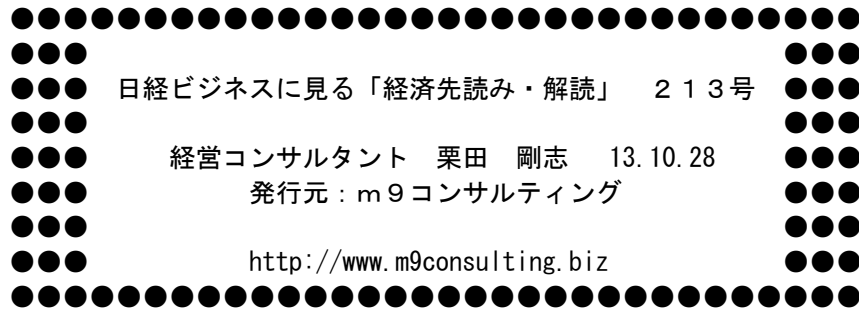 ●●●●●●●●●●●●●●●●●●●●●●●●●●●●●●●●
●●● ●●●
●●● 日経ビジネスに見る「経済先読み・解読」　２１３号 ●●●
●●● ●●●
●●● 経営コンサルタント　栗田　剛志　 13.10.28 ●●●
●●● 発行元：ｍ９コンサルティング ●●●
●●● ●●●
●●● http://www.m9consulting.biz ●●●
●●●●●●●●●●●●●●●●●●●●●●●●●●●●●●●●